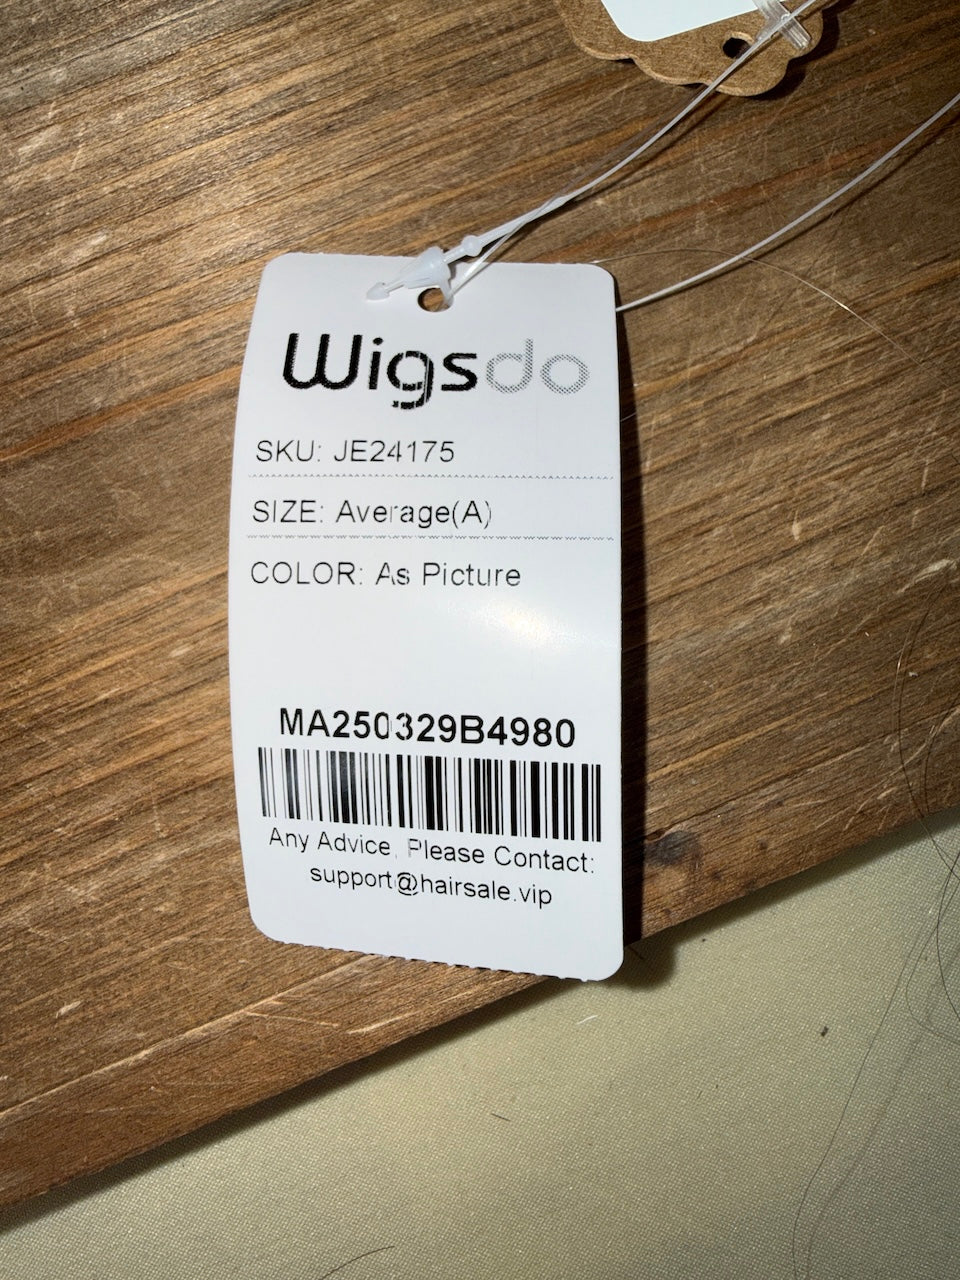 Wigsdo
SKU: JE24175
SIZE: Average(A)
COLOR: As Picture
MA250329B4980
Any Advice, Please Contact:
support@hairsale.vip